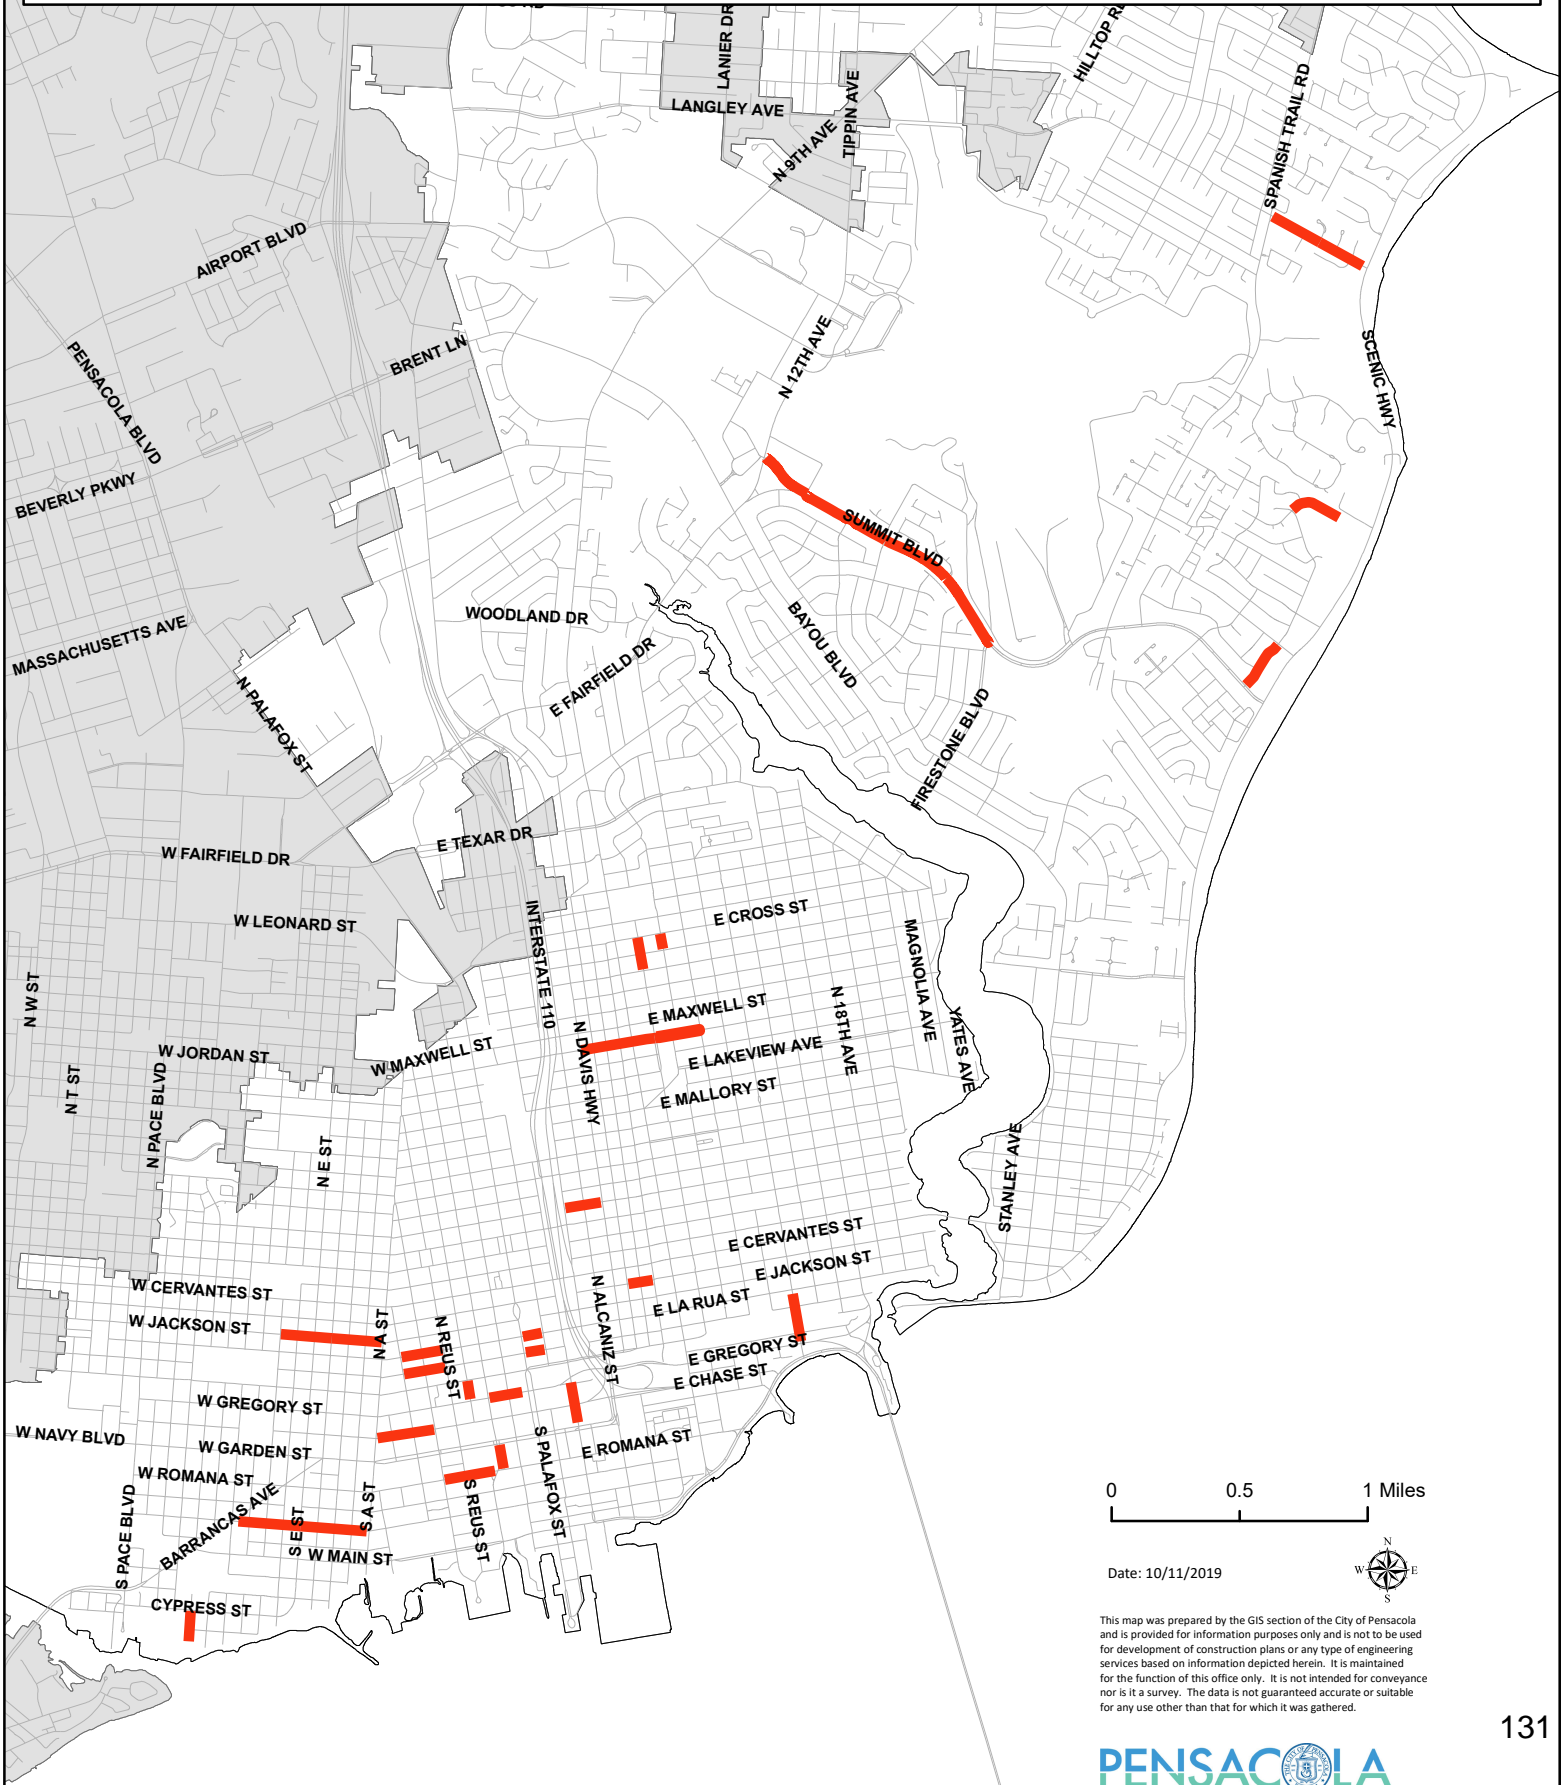 LANIER DR
HILLTOP
LANGLEY AVE
TIPPIN AVE
N 9TH AVE
SPANISH TRAIL RD
AIRPORT BLVD
N 12TH AVE
SCENIC HWY
PENSACOLA BLVD
BRENT LN
BEVERLY PKWY
SUMMIT BLVD
WOODLAND DR
BAYOU BLVD
MASSACHUSETTS AVE
E FAIRFIELD DR
N PALAFOX ST
FIRESTONE BLVD
E TEXAR DR
W FAIRFIELD DR
W LEONARD ST
E CROSS ST
INTERSTATE 110
MAGNOLIA AVE
N W ST
E MAXWELL ST
N 18TH AVE
YATES AVE
N DAVIS HWY
W JORDAN ST
W MAXWELL ST
E LAKEVIEW AVE
N T ST
N PACE BLVD
E MALLORY ST
N E ST
STANLEY AVE
E CERVANTES ST
E JACKSON ST
W CERVANTES ST
N ALCANIZ ST
E LA RUA ST
W JACKSON ST
N A ST
N REUS ST
E GREGORY ST
E CHASE ST
W GREGORY ST
W NAVY BLVD
W GARDEN ST
S PALAFOX ST
E ROMANA ST
W ROMANA ST
S PACE BLVD
BARRANCAS AVE
S E ST
S A ST
S REUS ST
W MAIN ST
CYPRESS ST
0 0.5 1 Miles
N
W E
S
Date: 10/11/2019
This map was prepared by the GIS section of the City of Pensacola
and is provided for information purposes only and is not to be used
for development of construction plans or any type of engineering
services based on information depicted herein. It is maintained
for the function of this office only. It is not intended for conveyance
nor is it a survey. The data is not guaranteed accurate or suitable
for any use other than that for which it was gathered.
131
PENSACOLA